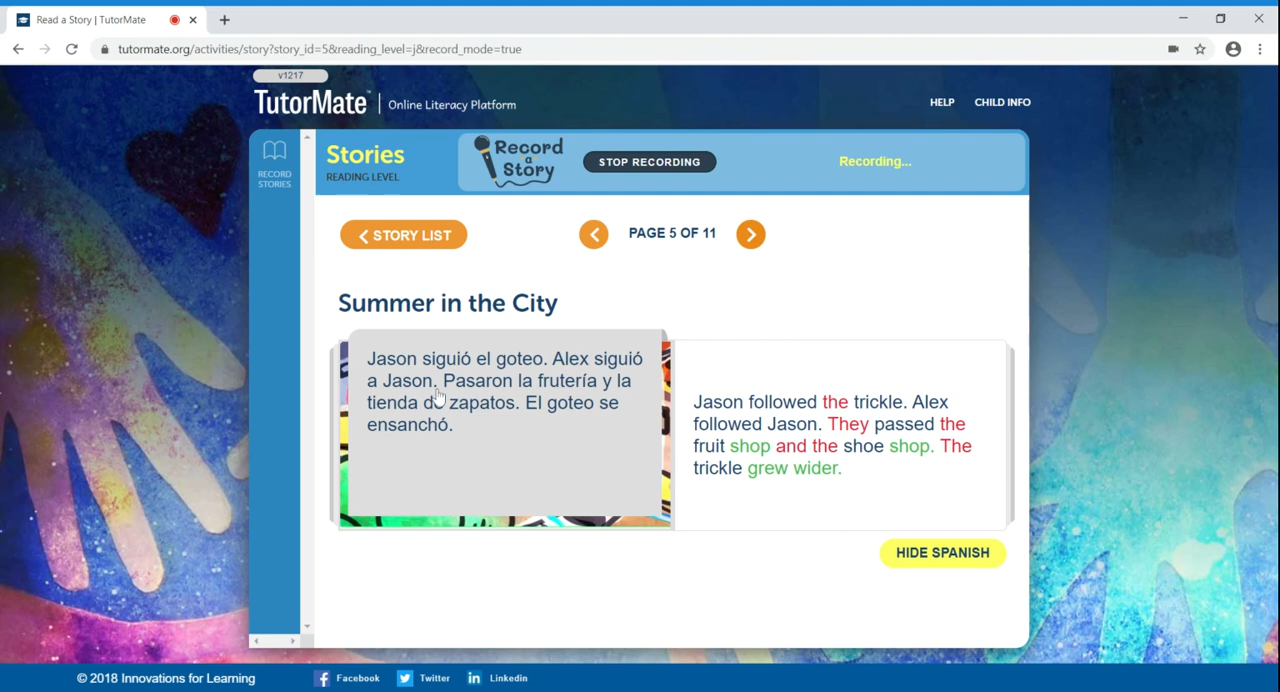 Read a Story | TutorMate
tutormate.org/activities/story?story_id=5&reading_level=j&record_mode=true
v1217
TutorMate™ | Online Literacy Platform
HELP CHILD INFO
RECORD
STORIES
Stories
READING LEVEL
Record
a
Story
STOP RECORDING
Recording...
STORY LIST
PAGE 5 OF 11
Summer in the City
Jason siguió el goteo. Alex siguió
a Jason. Pasaron la frutería y la
tienda de zapatos. El goteo se
ensanchó.
Jason followed the trickle. Alex
followed Jason. They passed the
fruit shop and the shoe shop. The
trickle grew wider.
HIDE SPANISH
© 2018 Innovations for Learning
Facebook
Twitter
Linkedin